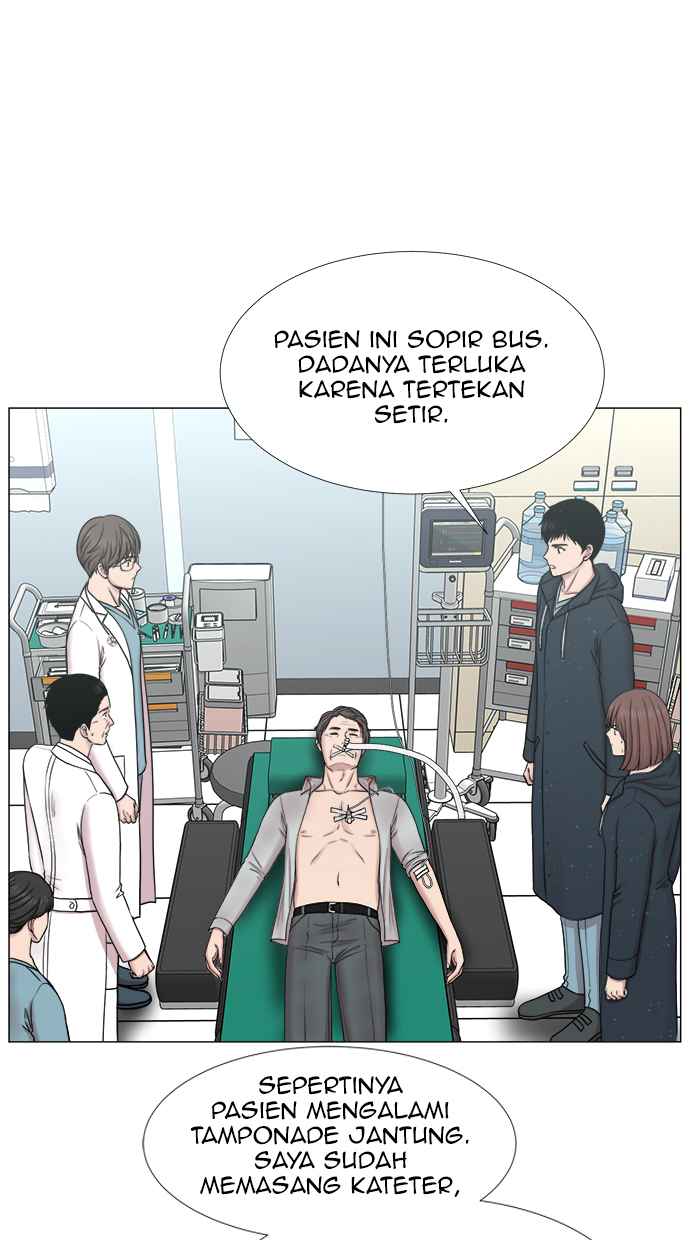 PASIEN INI SOPIR BUS.
DADANYA TERLUKA
KARENA TERTEKAN
SETIR.
SEPERTINYA
PASIEN MENGALAMI
TAMPONADE JANTUNG.
SAYA SUDAH
MEMASANG KATETER,